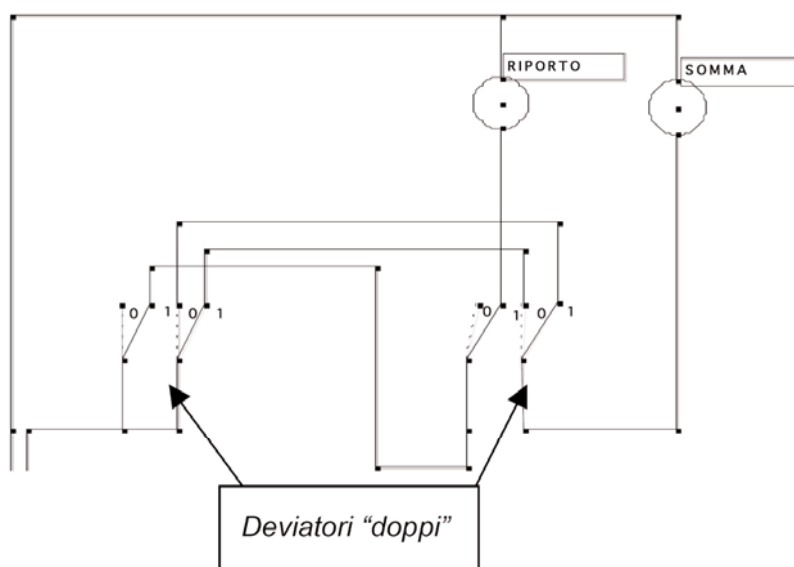 RIPORTO
SOMMA
0 1 0 1
0 1 0 1
Deviatori “doppi”